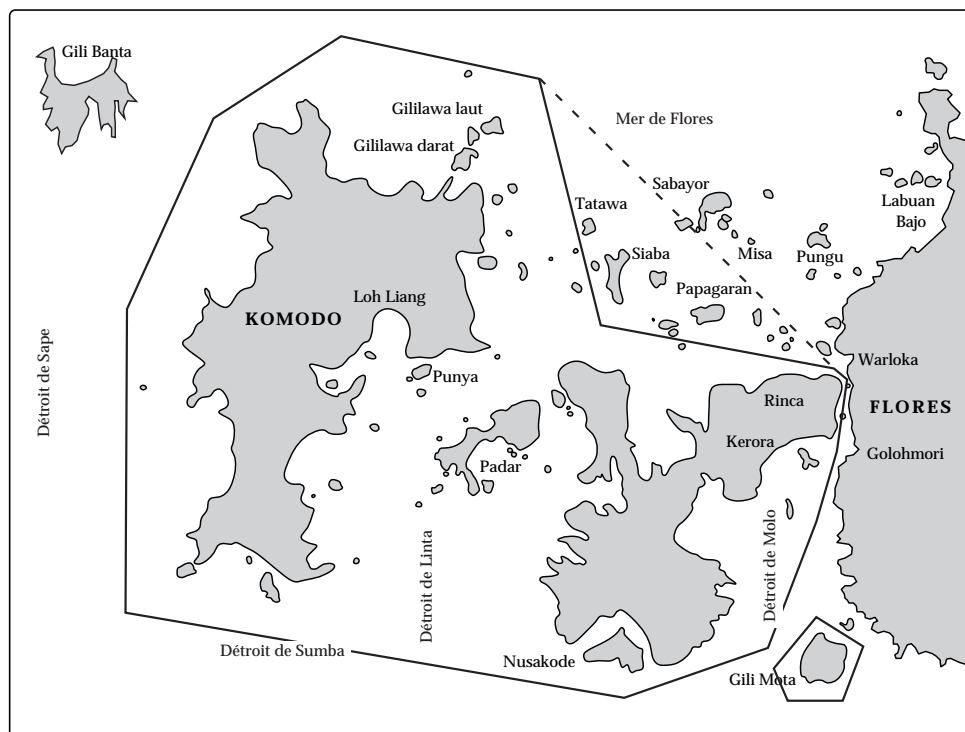 Gili Banta
Gililawa laut
Gililawa darat
Mer de Flores
Sabayor
Tatawa
Labuan
Bajo
Siaba
Misa
Pungu
Papagaran
Loh Liang
KOMODO
Détroit de Sape
Punya
Warloka
Rinca
FLORES
Kerora
Golohmori
Padar
Détroit de Linta
Détroit de Molo
Détroit de Sumba
Nusakode
Gili Mota